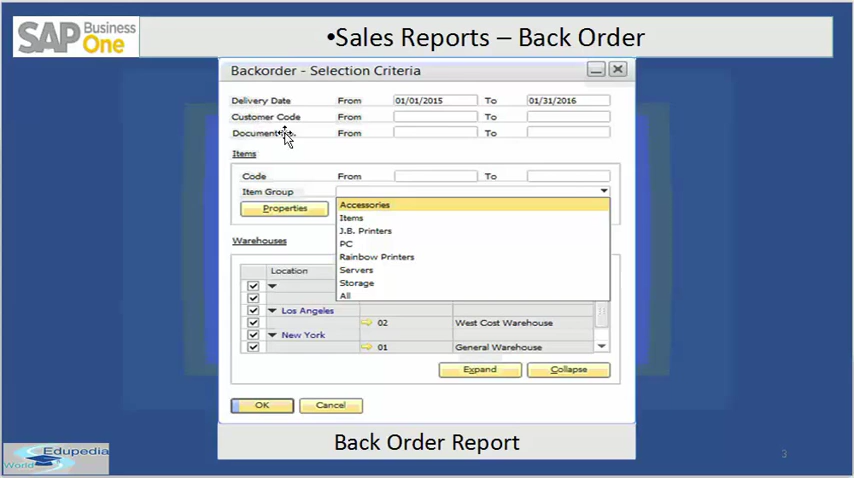 SAP Business
One
•Sales Reports – Back Order
Backorder - Selection Criteria
Delivery Date From 01/01/2015 To 01/31/2016
Customer Code From To
Document From To
Items
Code From To
Item Group
Properties
Accessories
Items
J.B. Printers
PC
Rainbow Printers
Servers
Storage
All
Warehouses
Location
Los Angeles
02 West Cost Warehouse
New York
01 General Warehouse
Expand Collapse
OK Cancel
Back Order Report
Edupedia
World
3